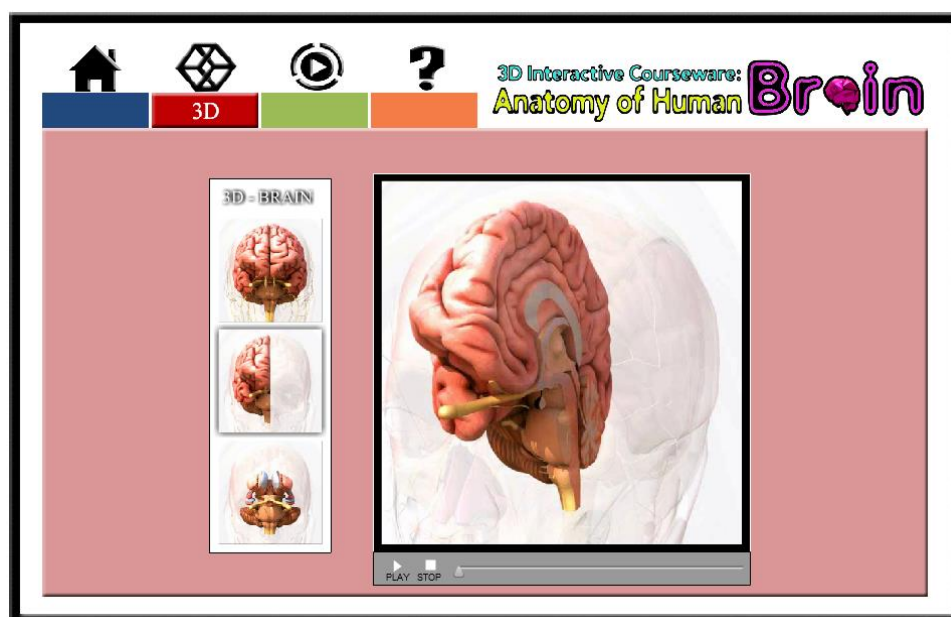 3D
3D Interactive Courseware:
Anatomy of Human Brain
3D - BRAIN
PLAY STOP